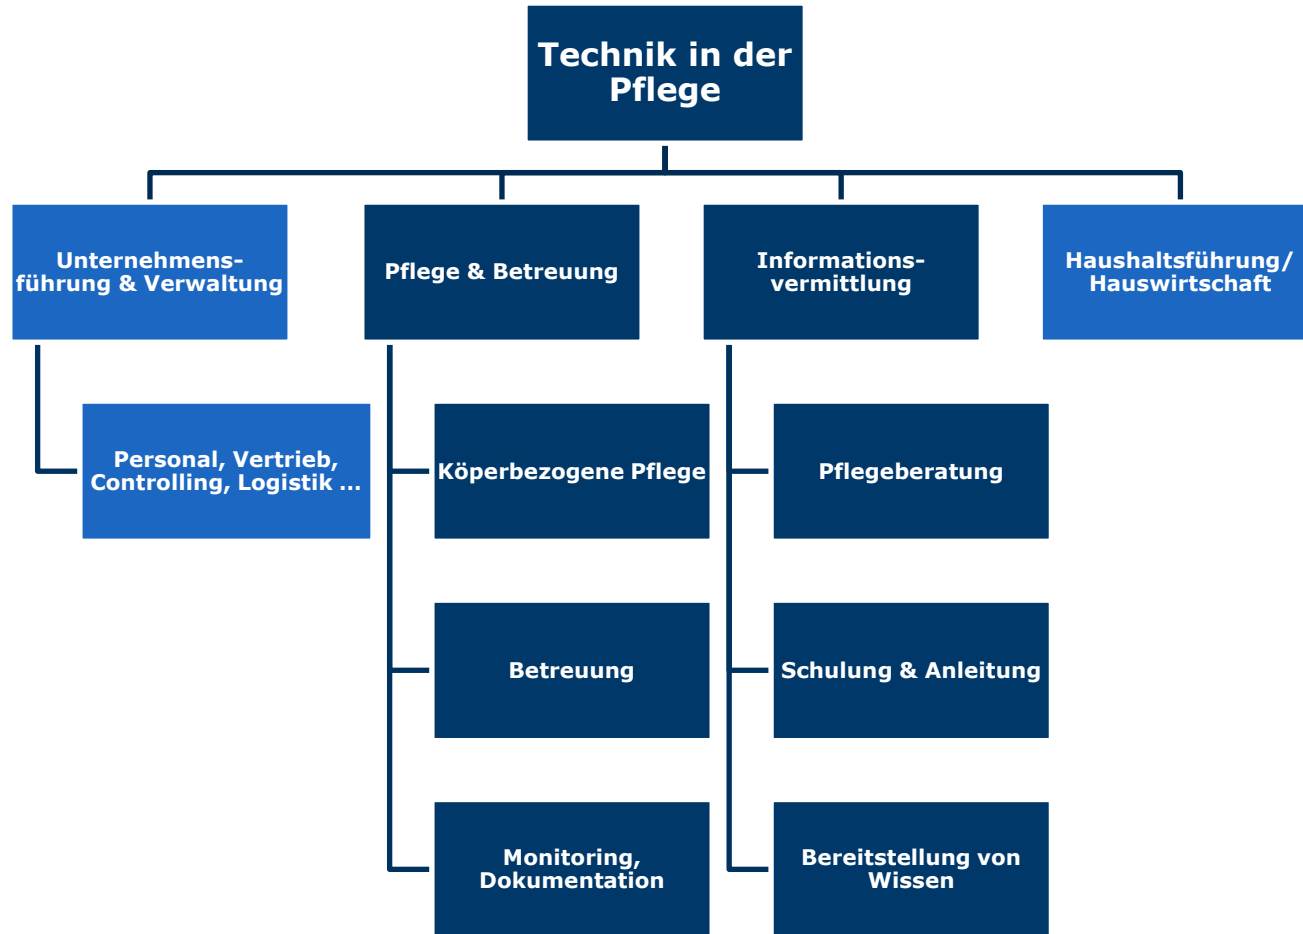 Technik in der
Pflege
Unternehmens-
führung & Verwaltung
Pflege & Betreuung
Informations-
vermittlung
Haushaltsführung/
Hauswirtschaft
Personal, Vertrieb,
Controlling, Logistik ...
Köperbezogene Pflege
Pflegeberatung
Betreuung
Schulung & Anleitung
Monitoring,
Dokumentation
Bereitstellung von
Wissen